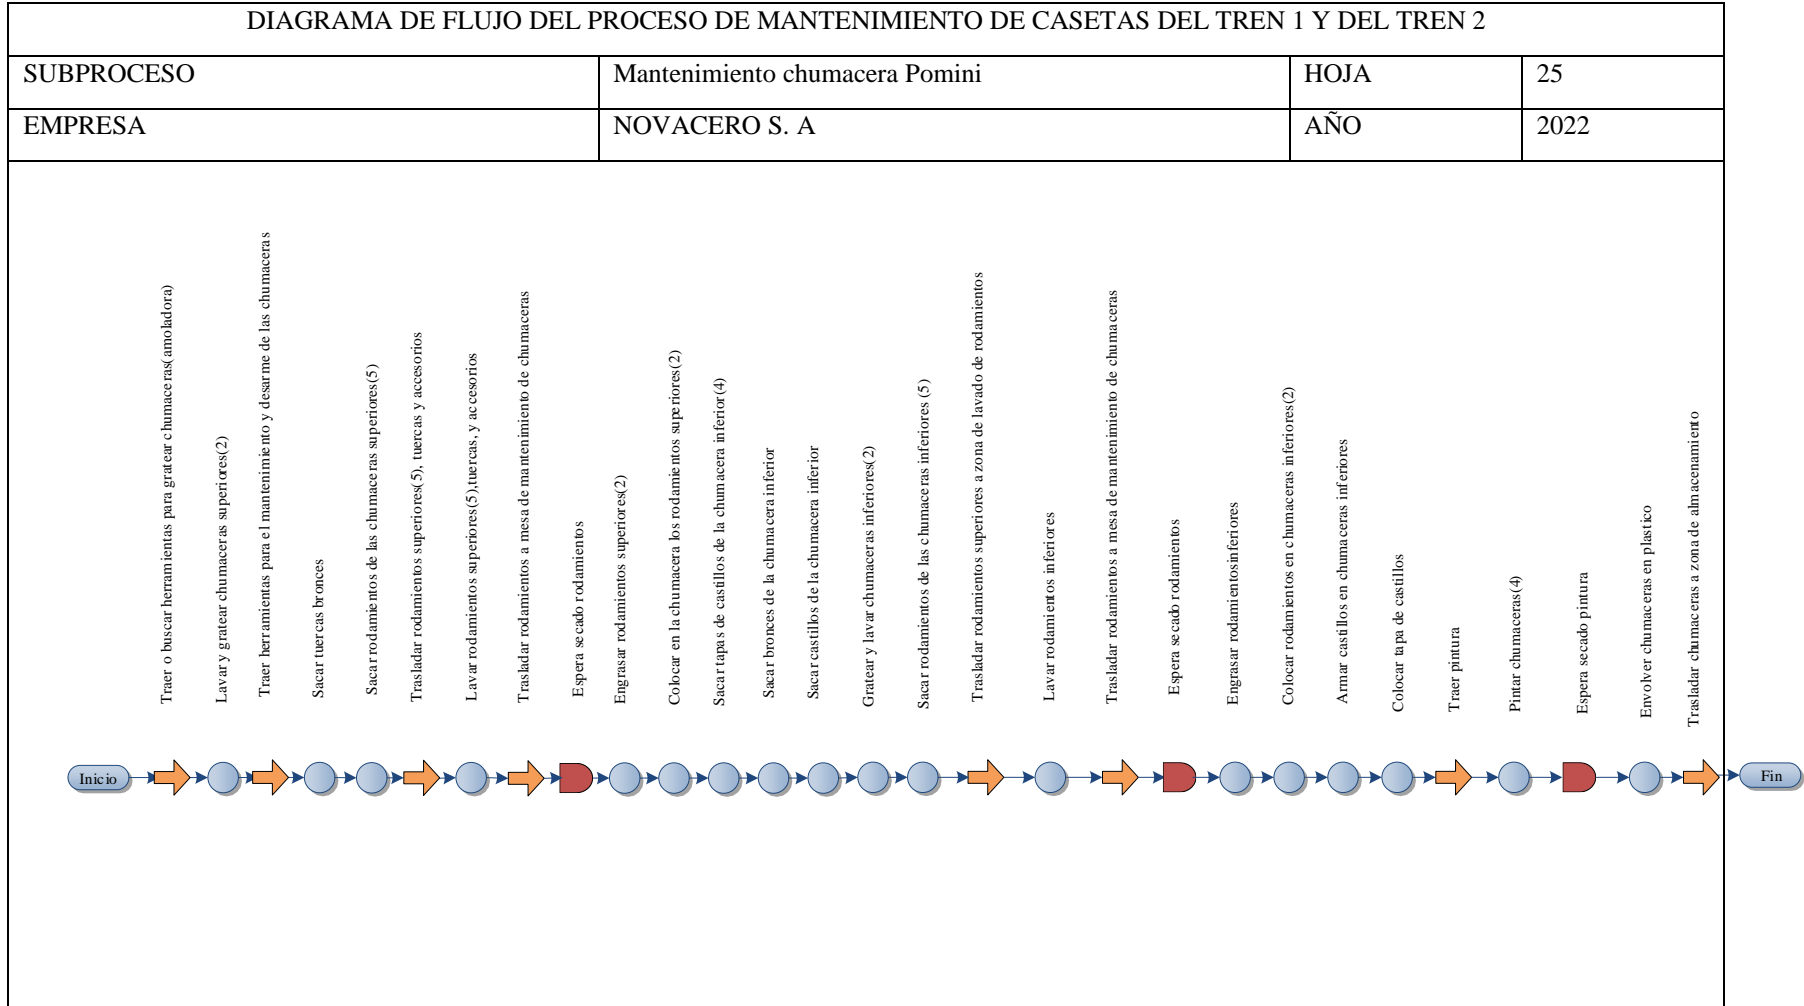 DIAGRAMA DE FLUJO DEL PROCESO DE MANTENIMIENTO DE CASETAS DEL TREN 1 Y DEL TREN 2
SUBPROCESO
Mantenimiento chumacera Pomini
HOJA
25
EMPRESA
NOVACERO S. A
AÑO
2022
Traer o buscar herramientas para gratear chumaceras(amoladora)
Lavar y gratear chumaceras superiores(2)
Traer herramientas para el mantenimiento y desarme de las chumaceras
Sacar tuercas bronces
Sacar rodamientos de las chumaceras superiores(5)
Trasladar rodamientos superiores(5), tuercas y accesorios
Lavar rodamientos superiores(5),tuercas, y accesorios
Trasladar rodamientos a mesa de mantenimiento de chumaceras
Espera secado rodamientos
Engrasar rodamientos superiores(2)
Colocar en la chumacera los rodamientos superiores(2)
Sacar tapas de castillos de la chumacera inferior(4)
Sacar bronces de la chumacera inferior
Sacar castillos de la chumacera inferior
Gratear y lavar chumaceras inferiores(2)
Sacar rodamientos de las chumaceras inferiores (5)
Trasladar rodamientos superiores a zona de lavado de rodamientos
Lavar rodamientos inferiores
Trasladar rodamientos a mesa de mantenimiento de chumaceras
Espera secado rodamientos
Engrasar rodamientosinferiores
Colocar rodamientos en chumaceras inferiores(2)
Armar castillos en chumaceras inferiores
Colocar tapa de castillos
Traer pintura
Pintar chumaceras(4)
Espera secado pintura
Envolver chumaceras en plastico
Trasladar chumaceras a zona de almacenamiento
Inicio
Fin